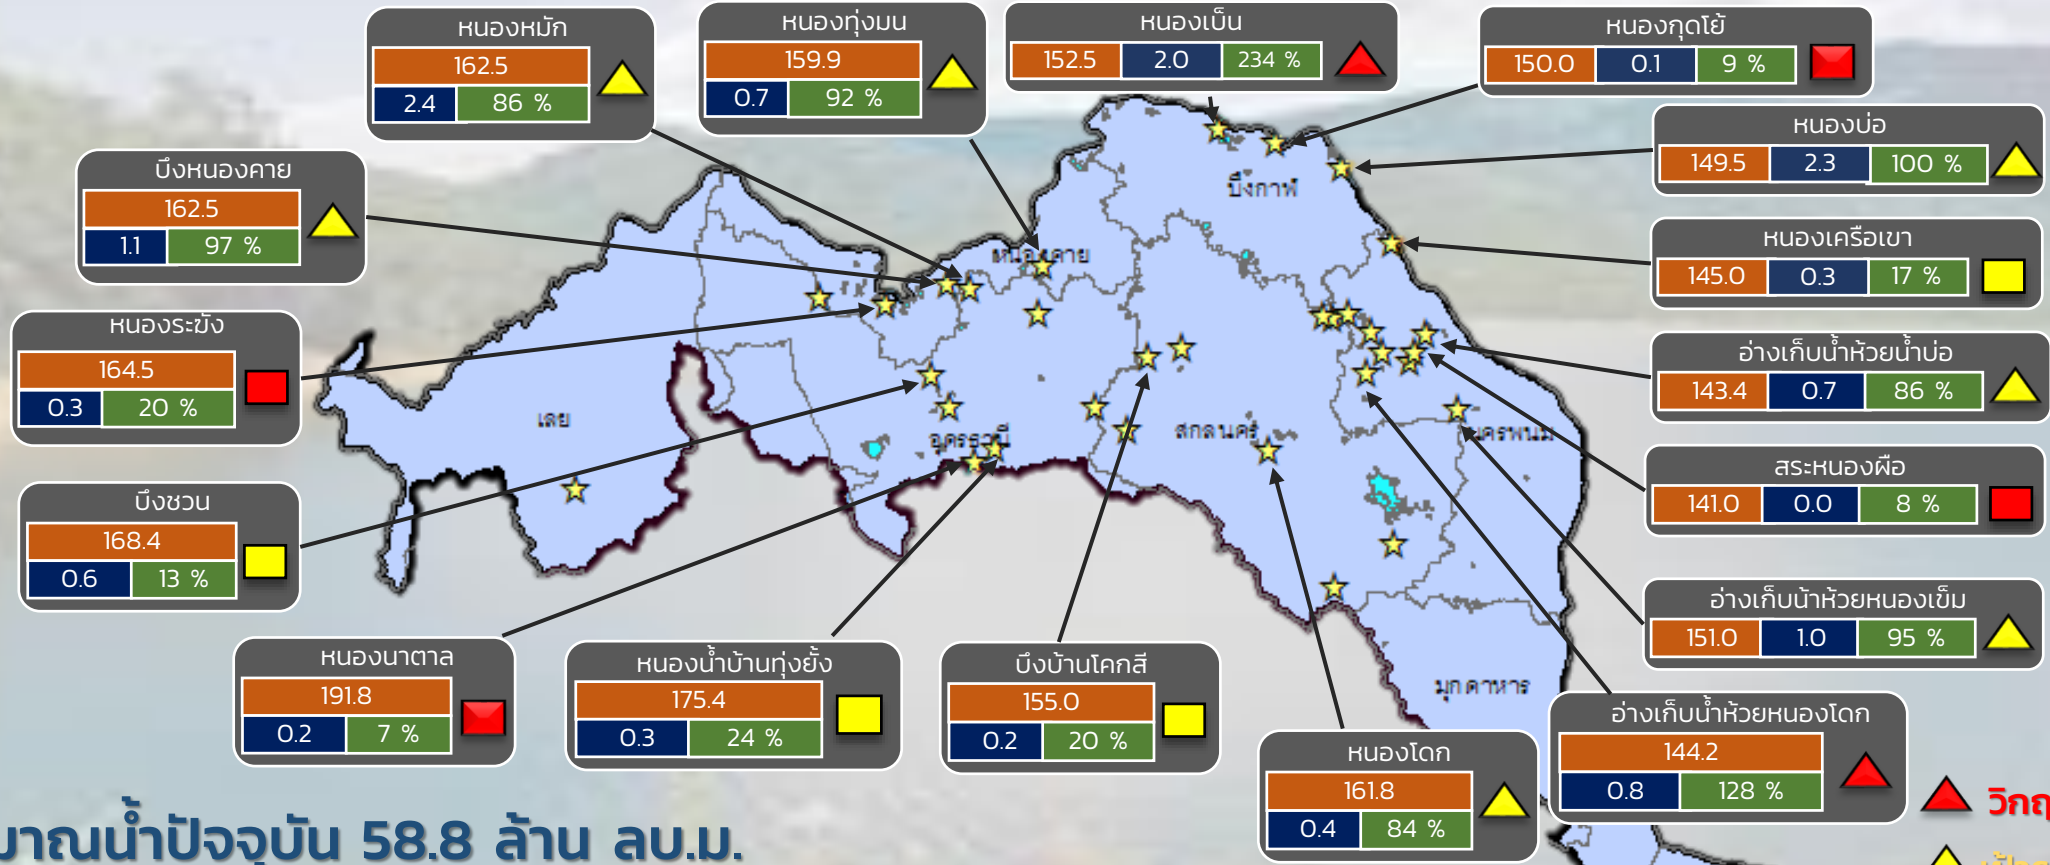 หนองหมัก
162.5
2.4 86 %
หนองทุ่งมน
159.9
0.7 92 %
หนองเบ็น
152.5 2.0 234 %
หนองกุดโย้
150.0 0.1 9 %
หนองบ่อ
149.5 2.3 100 %
บึงหนองคาย
162.5
1.1 97 %
หนองเครือเขา
145.0 0.3 17 %
หนองระฆัง
164.5
0.3 20 %
อ่างเก็บน้ำห้วยน้ำบ่อ
143.4 0.7 86 %
บึงกาฬ
หนองคาย
เลย
อุดรธานี
สกลนคร
นครพนม
มุกดาหาร
สระหนองผือ
141.0 0.0 8 %
บึงชวน
168.4
0.6 13 %
อ่างเก็บน้าห้วยหนองเข็ม
151.0 1.0 95 %
หนองนาตาล
191.8
0.2 7 %
หนองน้ำบ้านทุ่งยั้ง
175.4
0.3 24 %
บึงบ้านโคกสี
155.0
0.2 20 %
หนองโดก
161.8
0.4 84 %
อ่างเก็บน้ำห้วยหนองโดก
144.2
0.8 128 %
มาณน้ำปัจจุบัน 58.8 ล้าน ลบ.ม.
วิกฤ